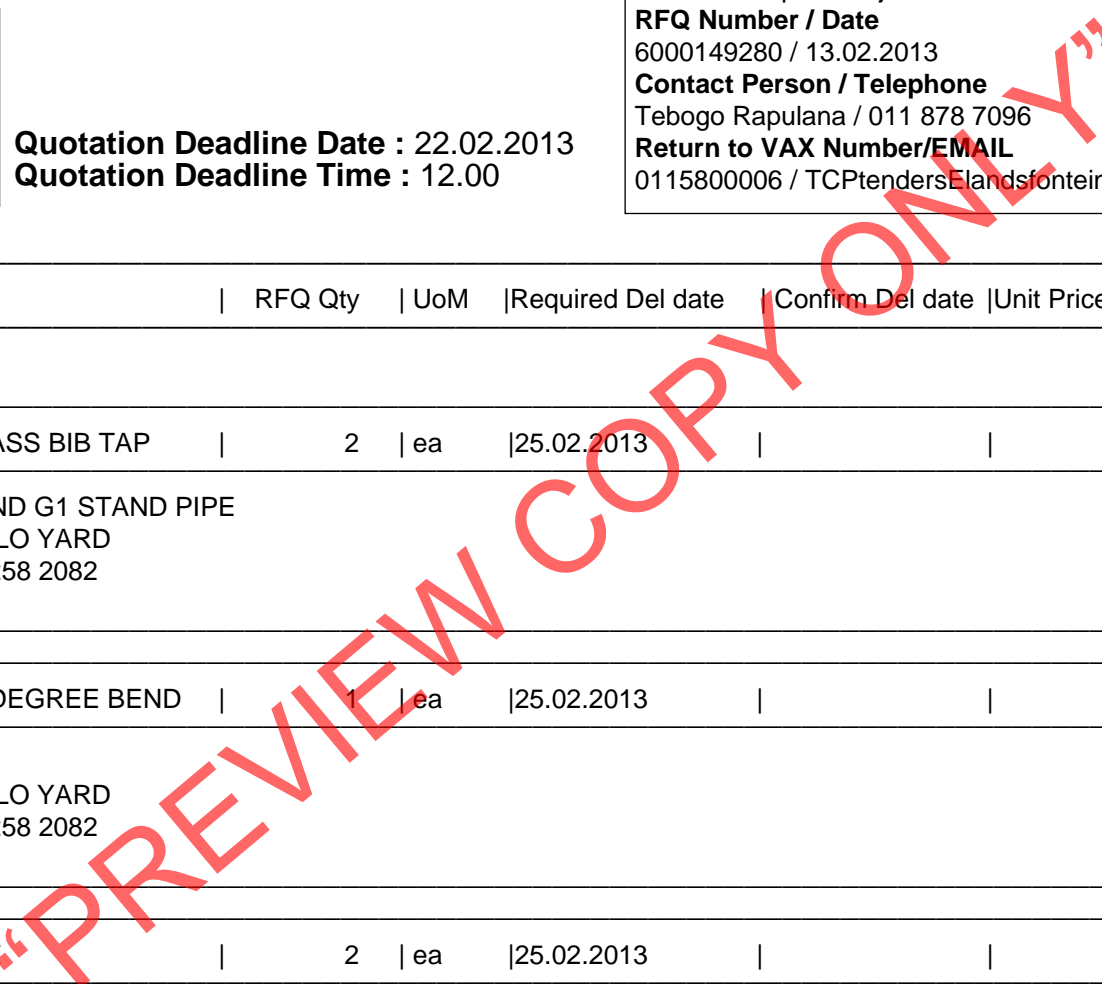 RFQ Number / Date
6000149280 / 13.02.2013
Contact Person / Telephone
Tebogo Rapulana / 011 878 7096
Return to VAX Number/EMAIL
0115800006 / TCPtendersElandsfontein
Quotation Deadline Date : 22.02.2013
Quotation Deadline Time : 12.00
| RFQ Qty | UoM |Required Del date | Confirm Del date |Unit Price
ASS BIB TAP | 2 | ea |25.02.2013 | |
ND G1 STAND PIPE
LO YARD
58 2082
DEGREE BEND | 1 | ea |25.02.2013 | |
LO YARD
58 2082
| 2 | ea |25.02.2013 | |
“PREVIEW COPY ONLY”